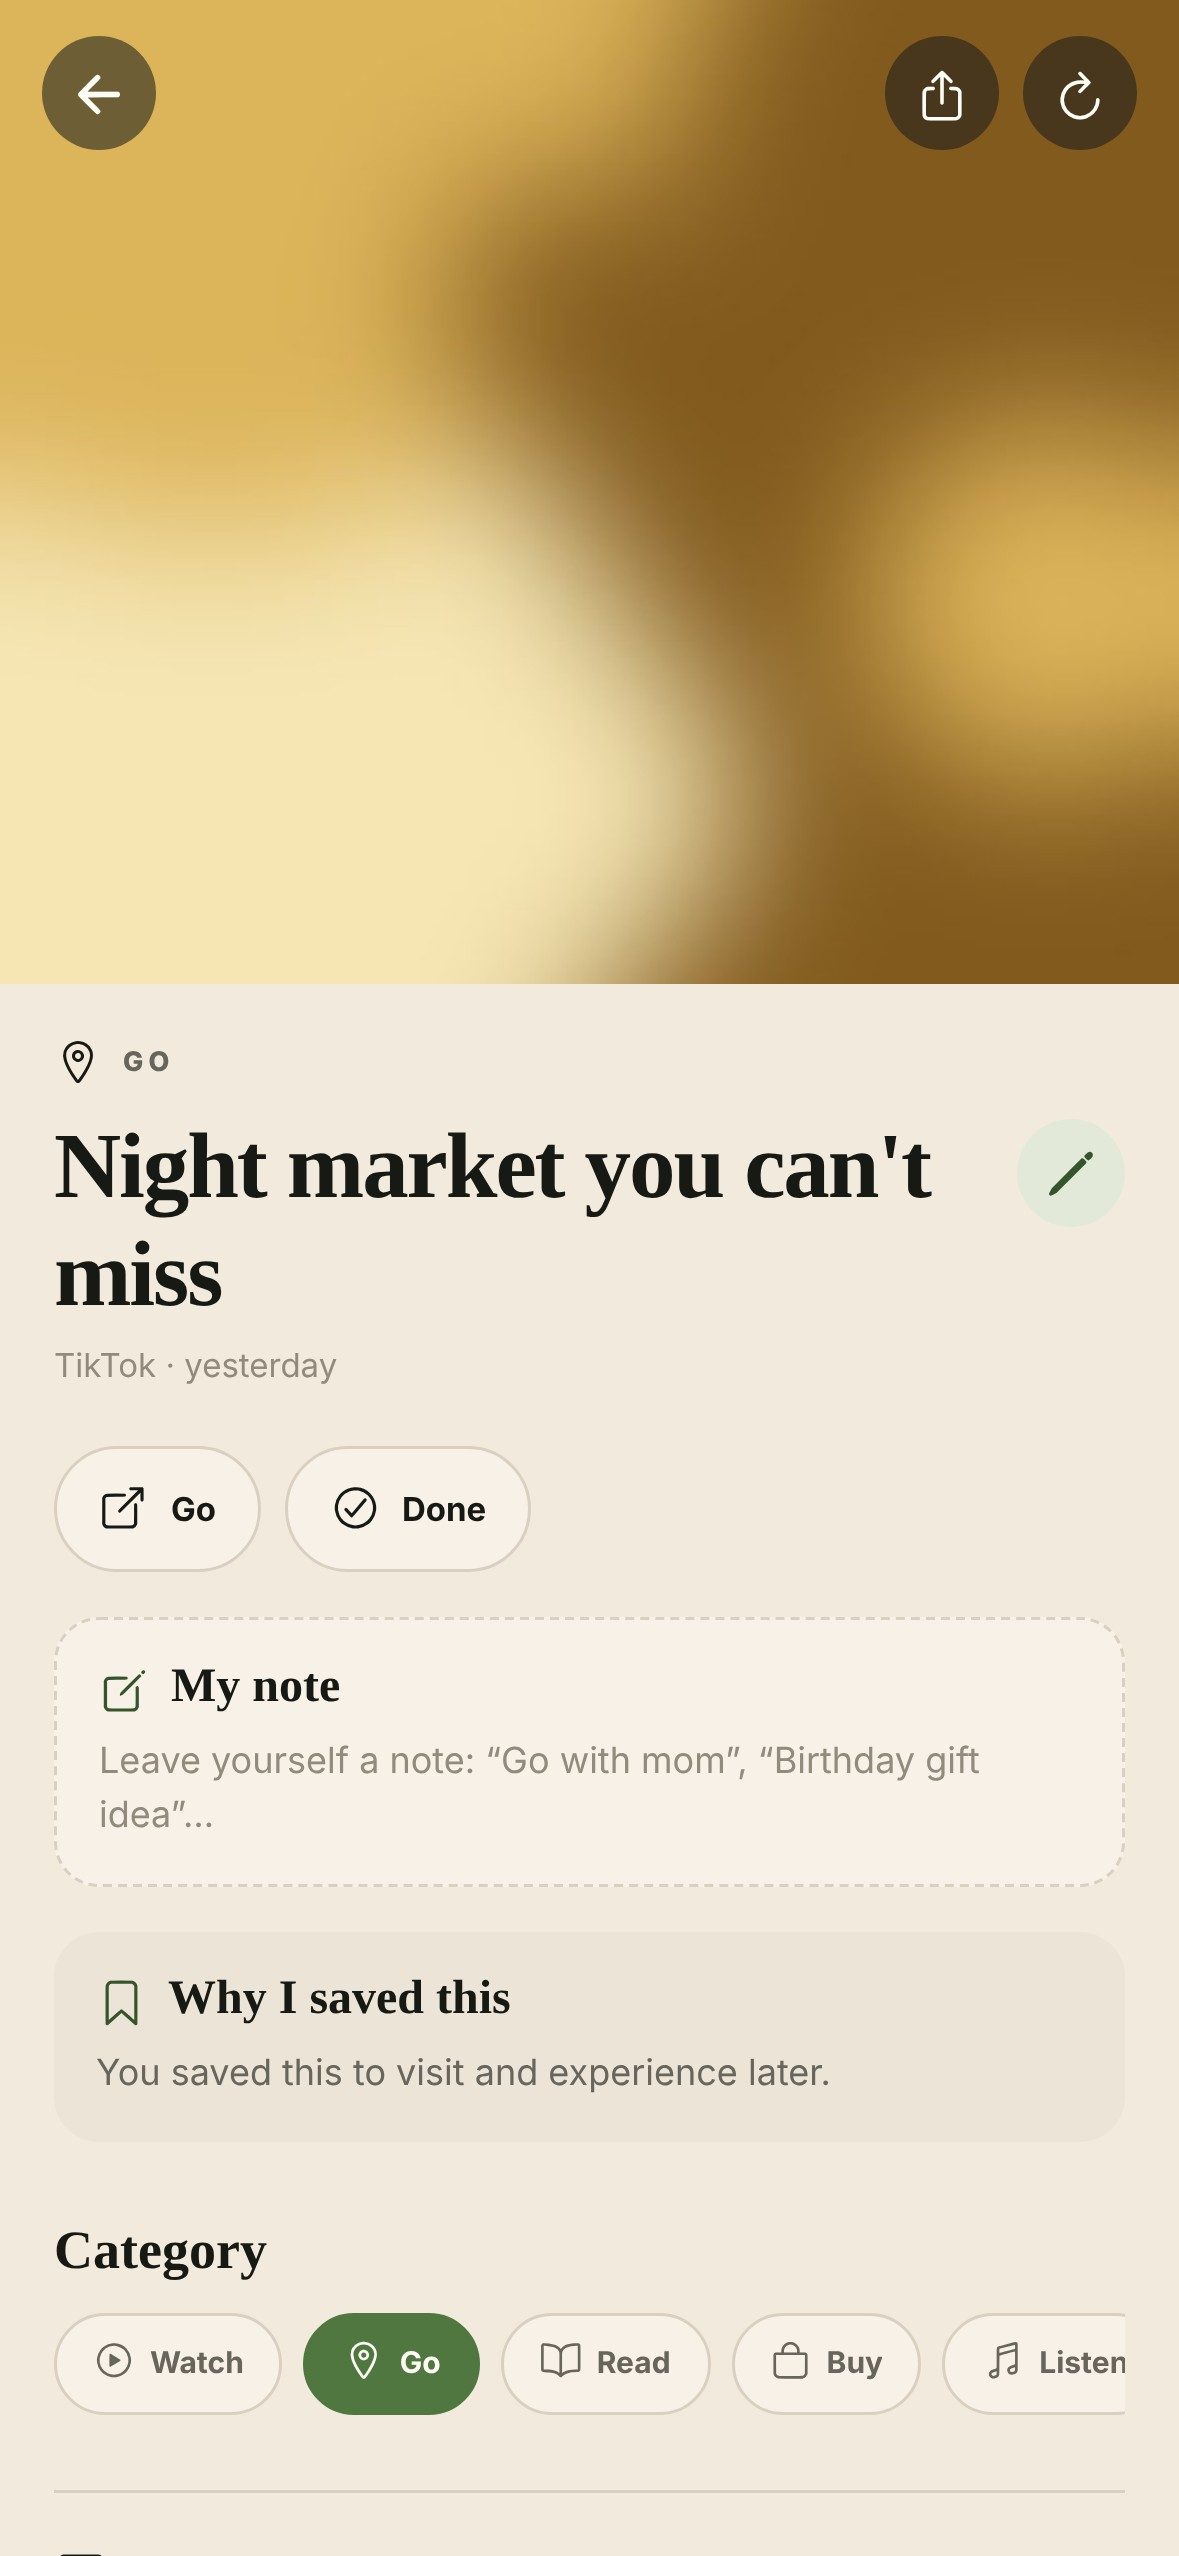 GO
Night market you can't
miss
TikTok · yesterday
Go
Done
My note
Leave yourself a note: “Go with mom”, “Birthday gift
idea”...
Why I saved this
You saved this to visit and experience later.
Category
Watch
Go
Read
Buy
Listen